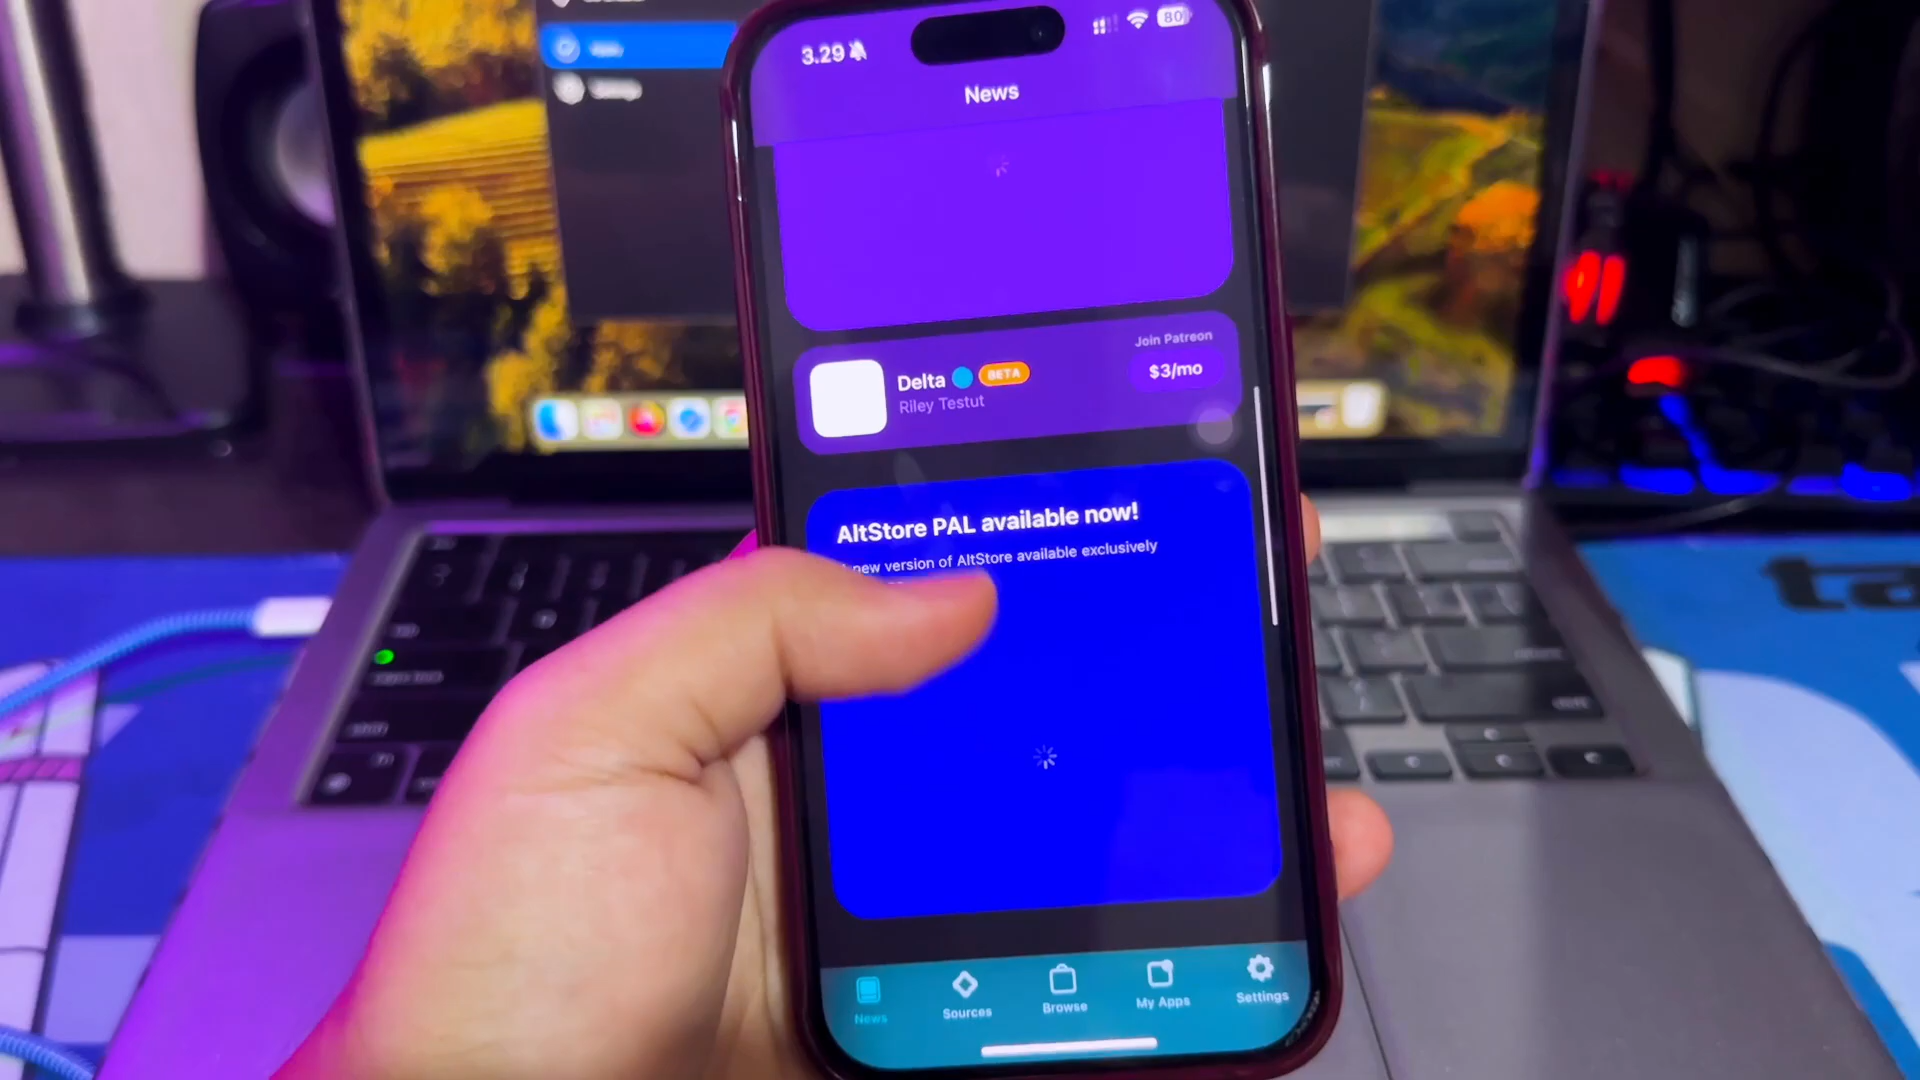 3.29
80
News
Join Patreon
Delta BETA
$3/mo
Riley Testut
AltStore PAL available now!
new version of AltStore available exclusively
News
Sources
Browse
My Apps
Settings
ta